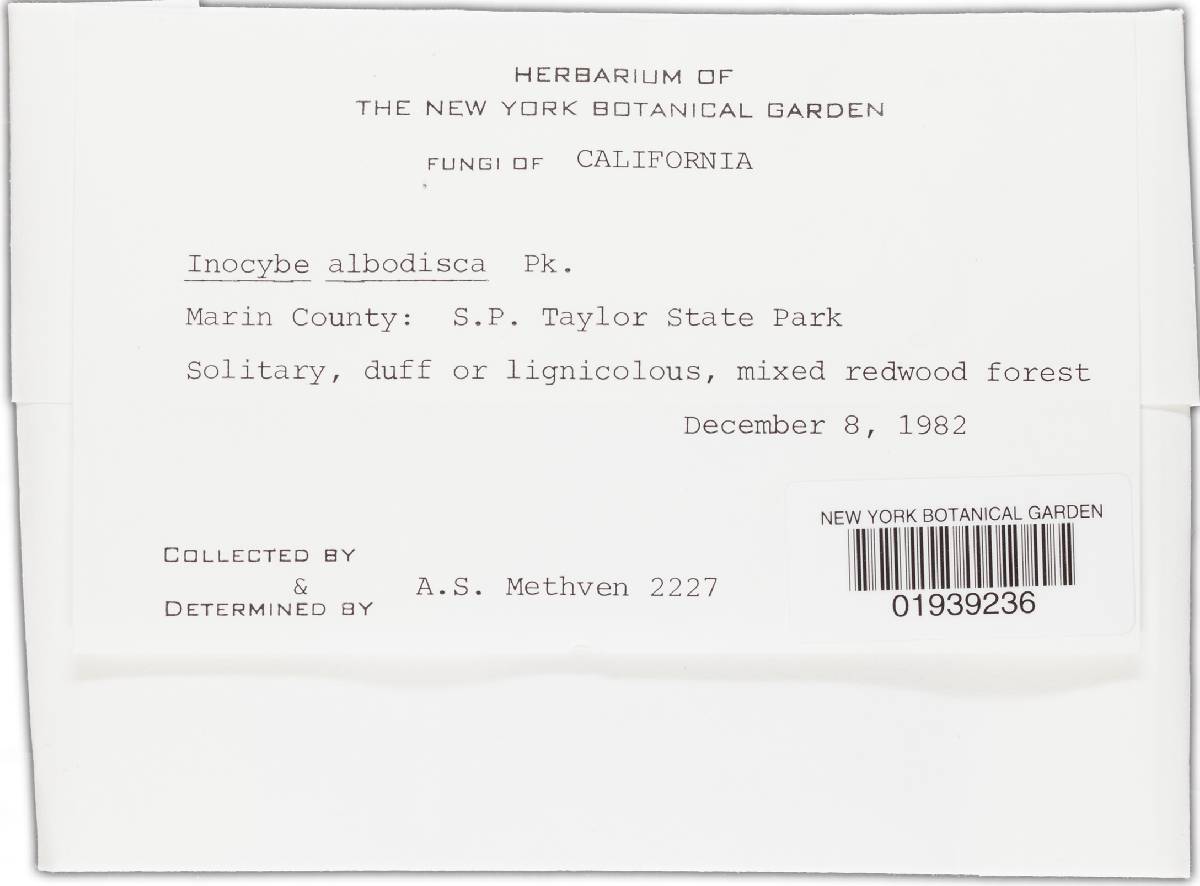 HERBARIUM OF
THE NEW YORK BOTANICAL GARDEN
FUNGI OF CALIFORNIA
Inocybe albodisca Pk.
Marin County: S.P. Taylor State Park
Solitary, duff or lignicolous, mixed redwood forest
December 8, 1982
NEW YORK BOTANICAL GARDEN
01939236
COLLECTED BY
&
DETERMINED BY
A.S. Methven 2227